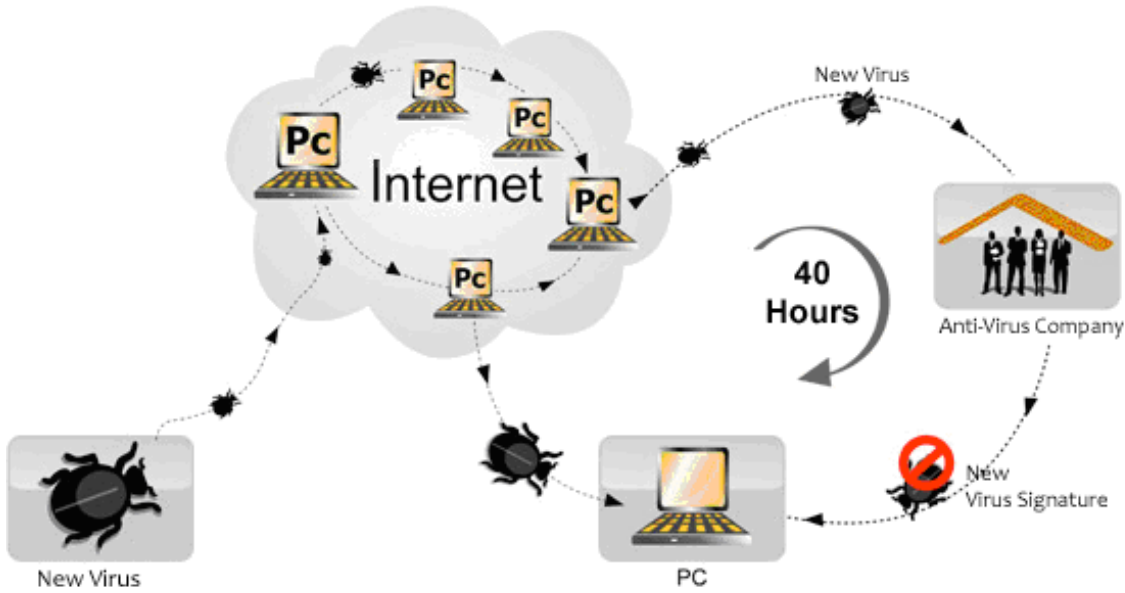 New Virus
Pc
Pc
Pc
Internet
Pc
Pc
40
Hours
Anti-Virus Company
New
Virus Signature
New Virus
PC